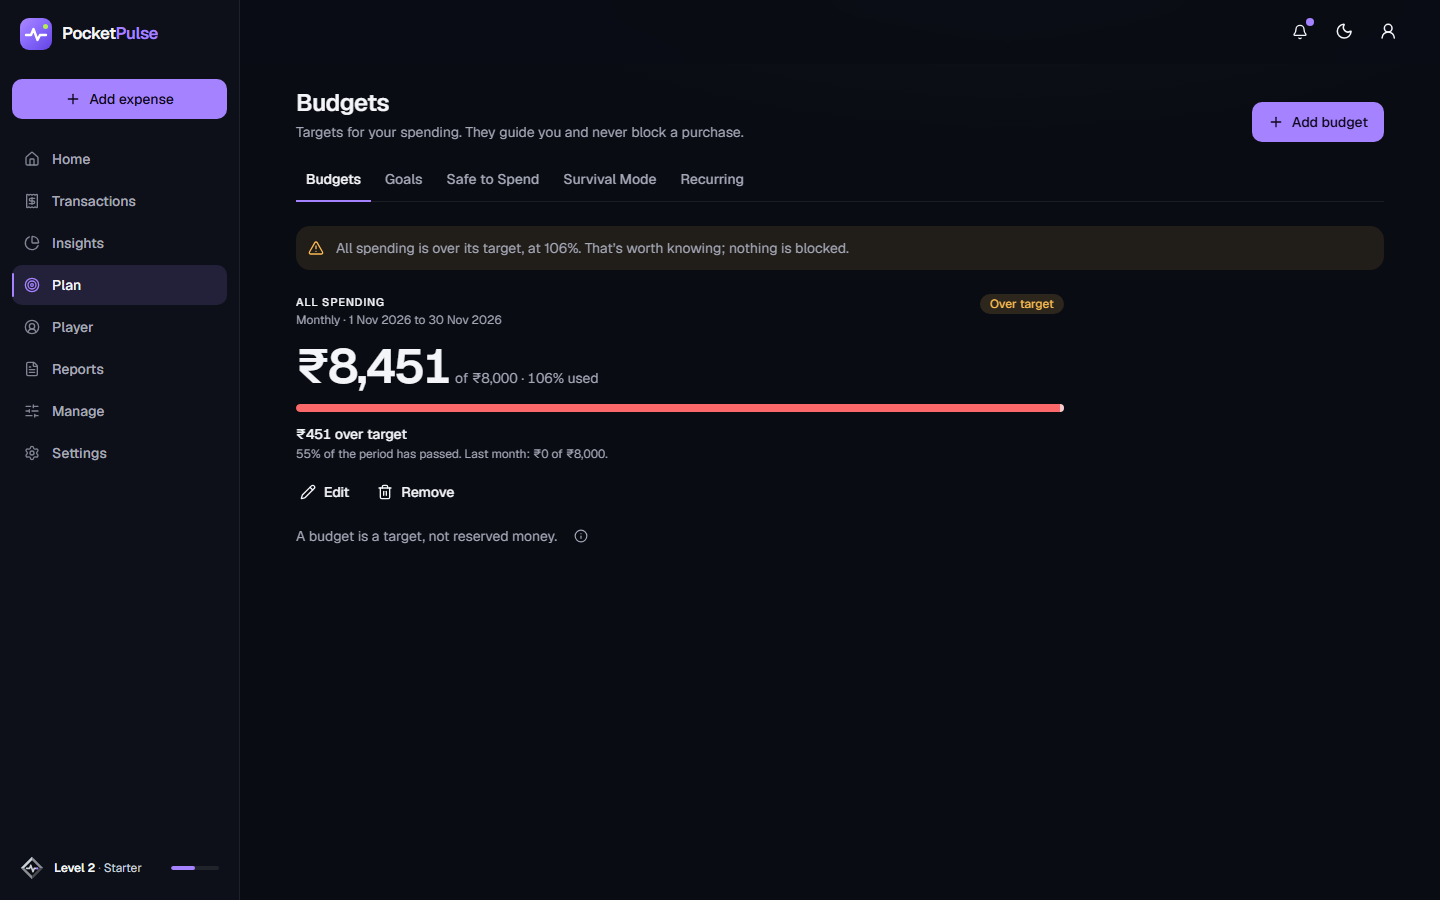 PocketPulse
Add expense
Home
Transactions
Insights
Plan
Player
Reports
Manage
Settings
Level 2 · Starter
Budgets
Targets for your spending. They guide you and never block a purchase.
Add budget
Budgets Goals Safe to Spend Survival Mode Recurring
All spending is over its target, at 106%. That's worth knowing; nothing is blocked.
ALL SPENDING
Over target
Monthly · 1 Nov 2026 to 30 Nov 2026
₹8,451 of ₹8,000 · 106% used
₹451 over target
55% of the period has passed. Last month: ₹0 of ₹8,000.
Edit Remove
A budget is a target, not reserved money.